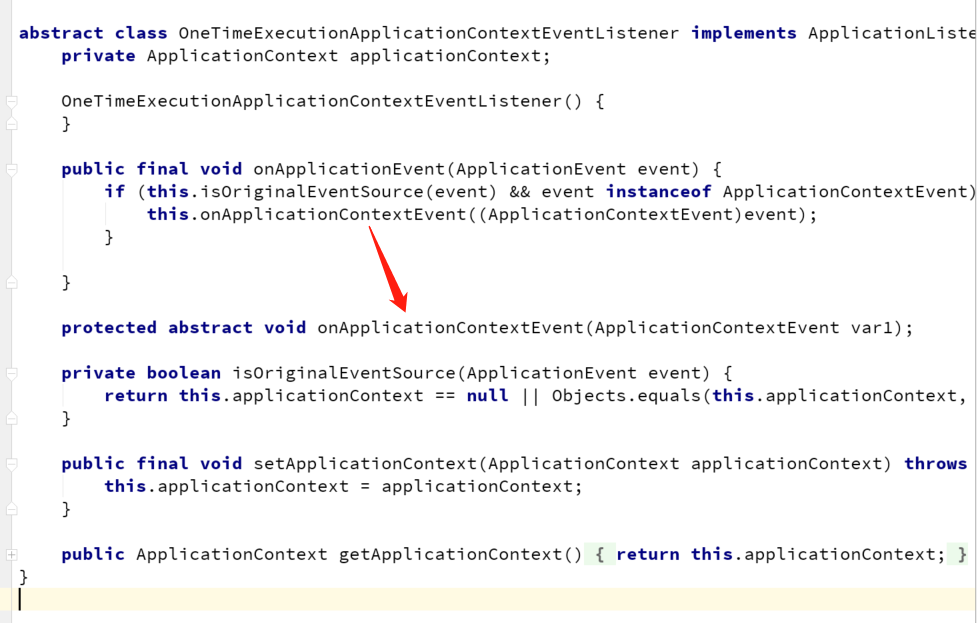 abstract class OneTimeExecutionApplicationContextEventListener implements ApplicationListe
private ApplicationContext applicationContext;
OneTimeExecutionApplicationContextEventListener() {
}
public final void onApplicationEvent(ApplicationEvent event) {
if (this.isOriginalEventSource(event) && event instanceof ApplicationContextEvent)
this.onApplicationContextEvent((ApplicationContextEvent)event);
}
}
protected abstract void onApplicationContextEvent(ApplicationContextEvent var1);
private boolean isOriginalEventSource(ApplicationEvent event) {
return this.applicationContext == null || Objects.equals(this.applicationContext,
}
public final void setApplicationContext(ApplicationContext applicationContext) throws
this.applicationContext = applicationContext;
}
public ApplicationContext getApplicationContext() { return this.applicationContext; }
}